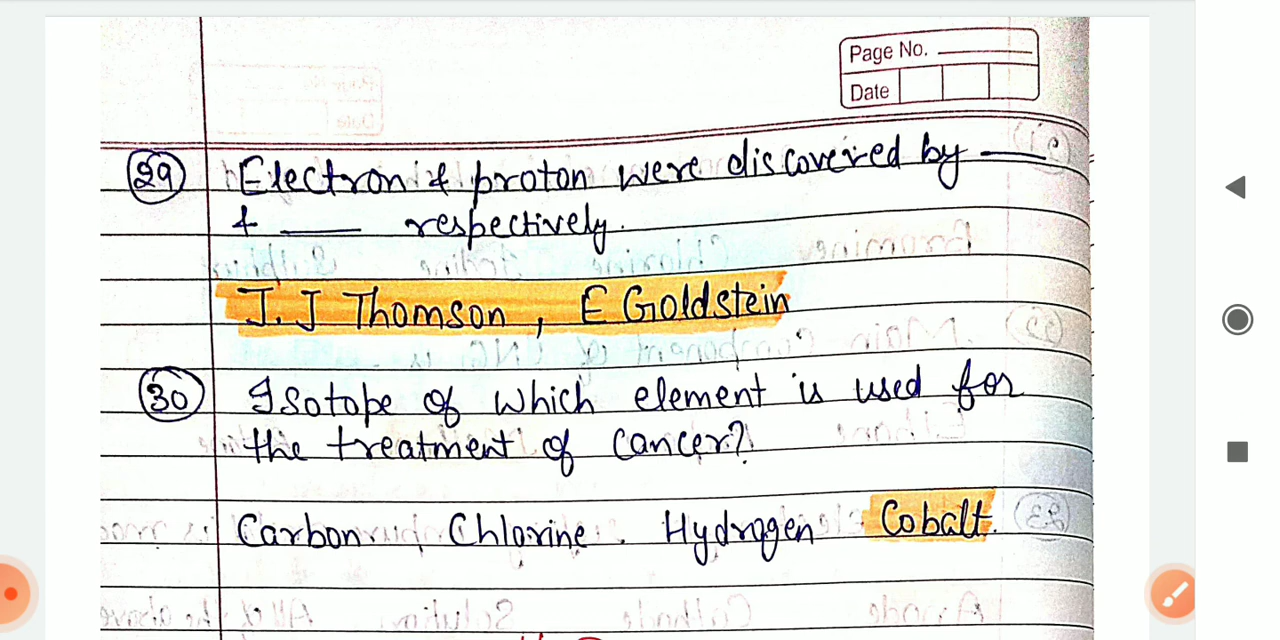 Page No.
Date
29 Electron & proton were discovered by ___
& ___ respectively.
J. J Thomson, E Goldstein
30 Isotope of which element is used for
the treatment of cancer?
Carbon Chlorine. Hydrogen Cobalt.